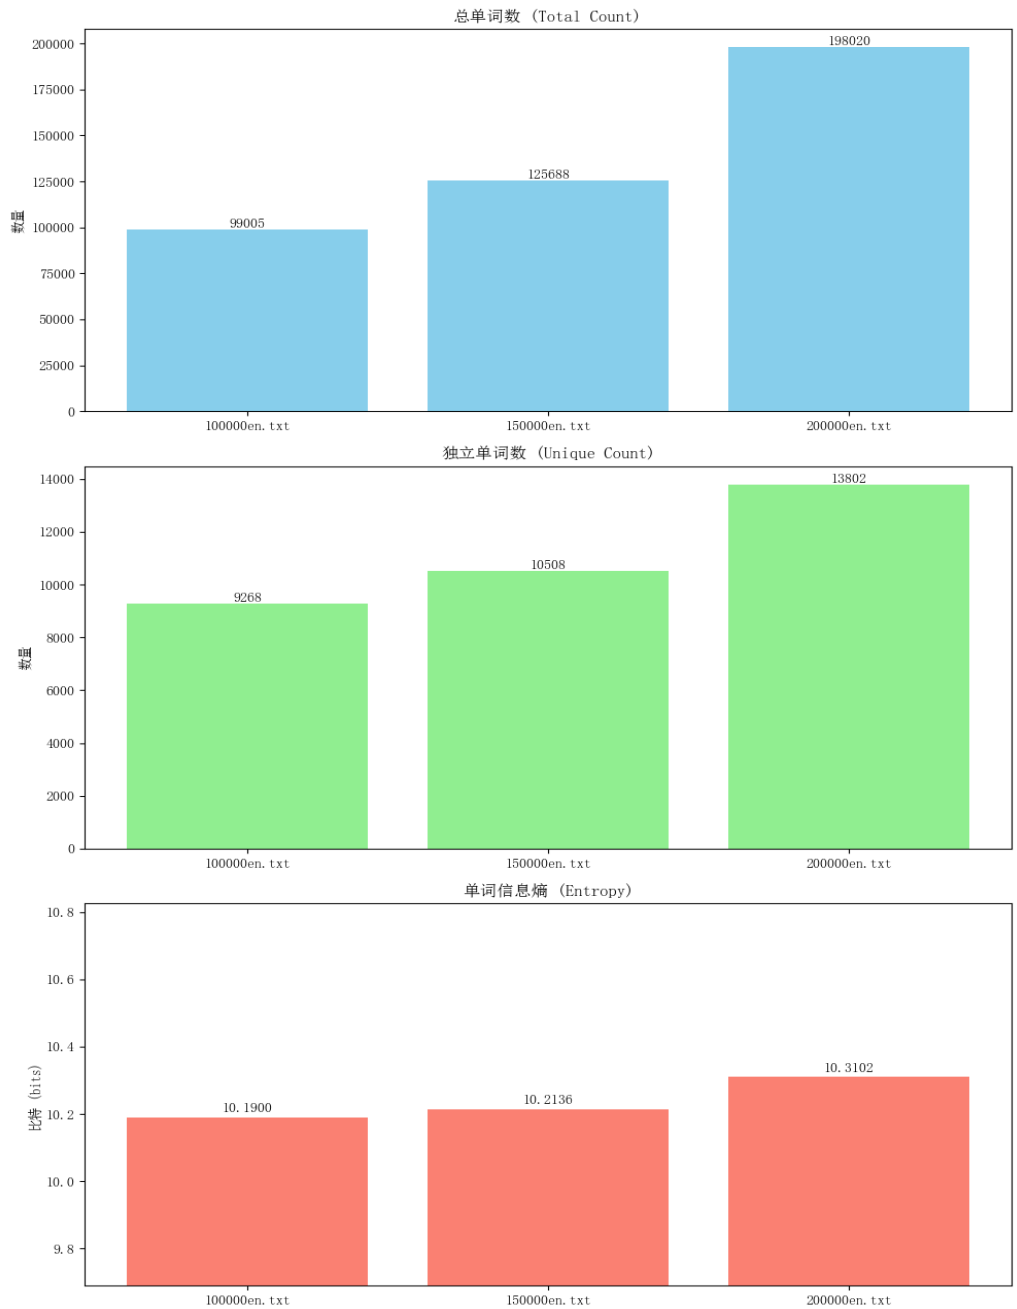 总单词数 (Total Count)
200000
175000
150000
125000
100000
75000
50000
25000
0
数量
99005
125688
198020
100000en.txt
150000en.txt
200000en.txt
独立单词数 (Unique Count)
14000
12000
10000
8000
6000
4000
2000
0
数量
9268
10508
13802
100000en.txt
150000en.txt
200000en.txt
单词信息熵 (Entropy)
10.8
10.6
10.4
10.2
10.0
9.8
比特 (bits)
10.1900
10.2136
10.3102
100000en.txt
150000en.txt
200000en.txt